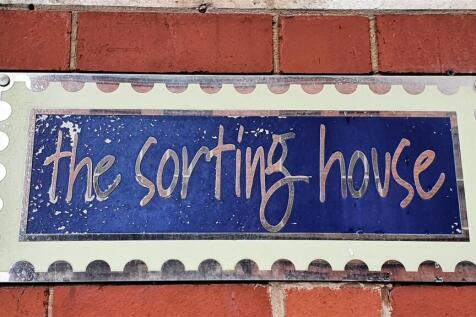 the sorting house